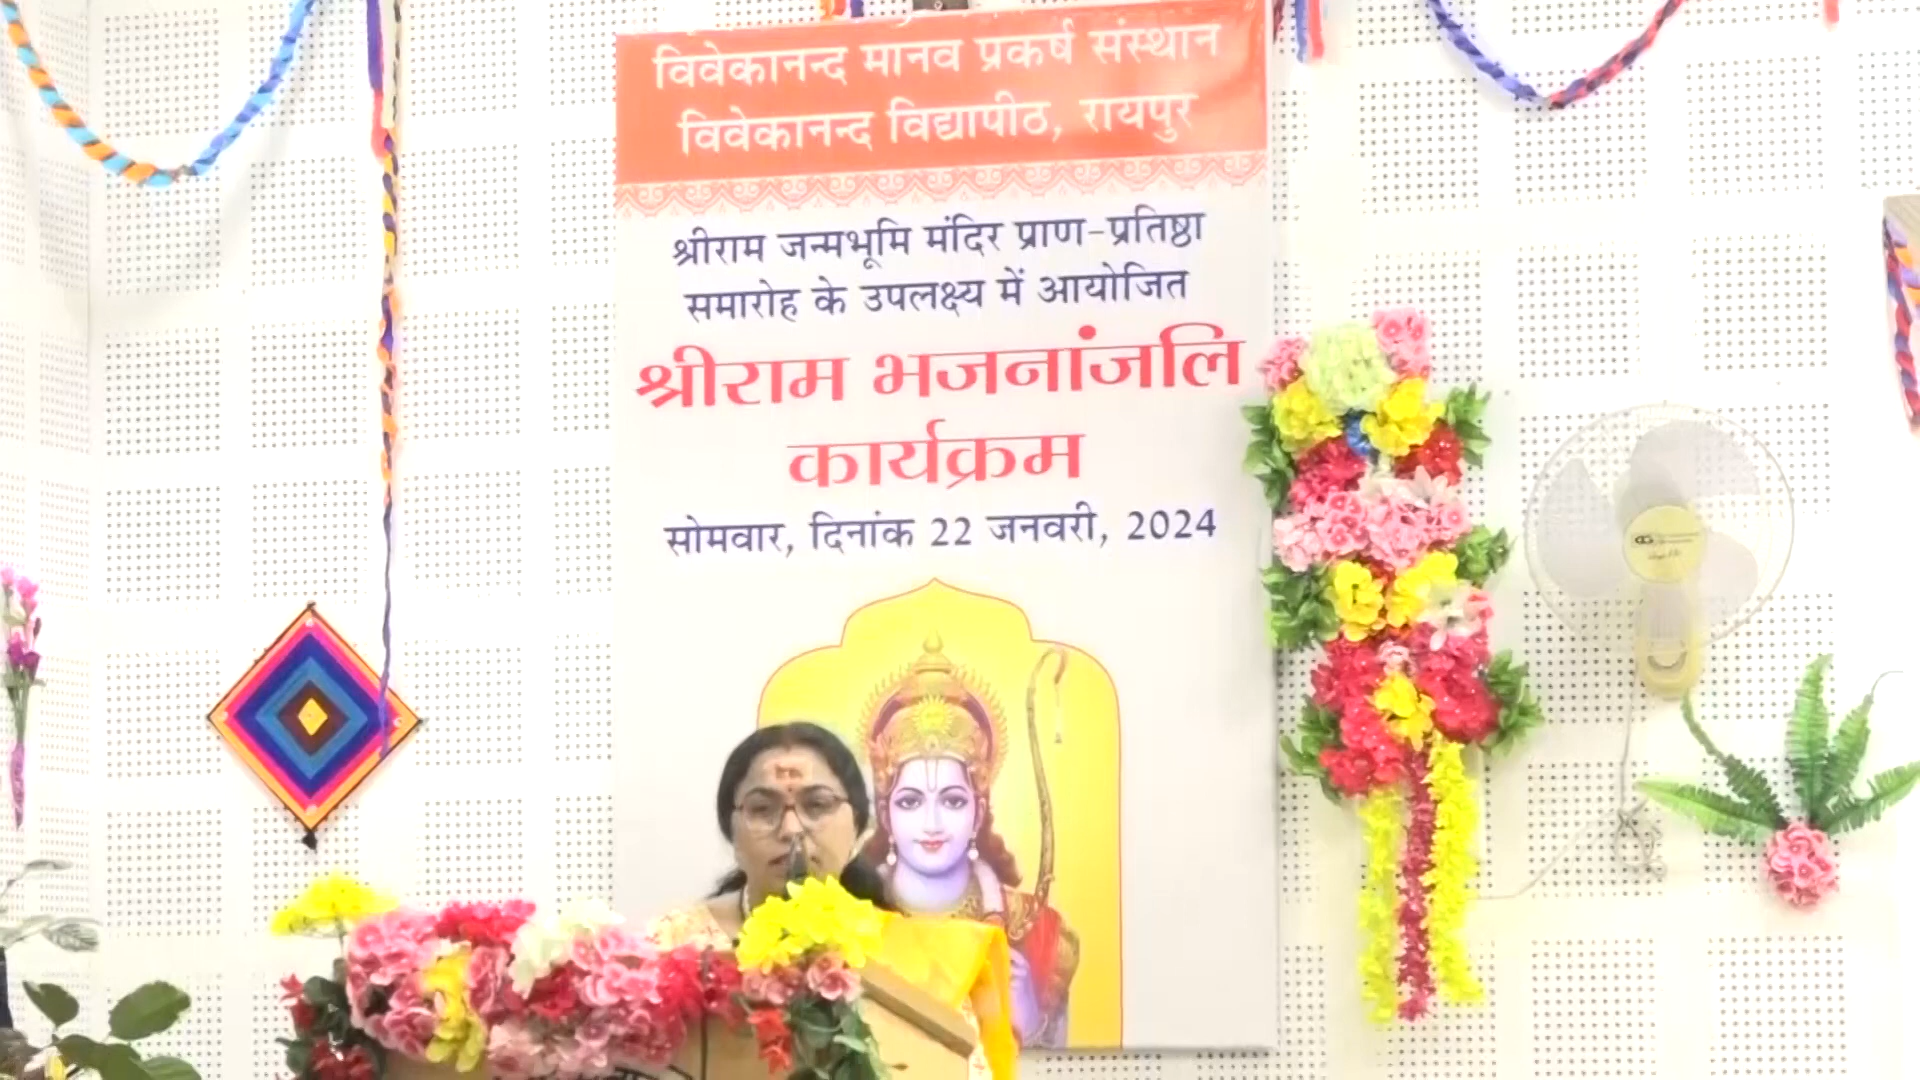 विवेकानन्द मानव प्रकर्ष संस्थान
विवेकानन्द विद्यापीठ, रायपुर
श्रीराम जन्मभूमि मंदिर प्राण-प्रतिष्ठा
समारोह के उपलक्ष्य में आयोजित
श्रीराम भजनांजलि
कार्यक्रम
सोमवार, दिनांक 22 जनवरी, 2024